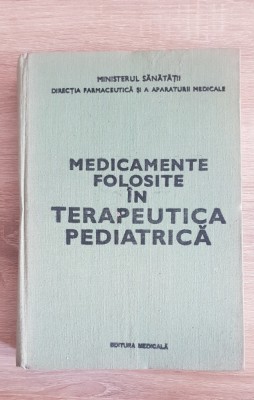 MINISTERUL SĂNĂTĂȚII
DIRECȚIA FARMACEUTICĂ ȘI A APARATURII MEDICALE
MEDICAMENTE
FOLOSITE
ÎN
TERAPEUTICA
PEDIATRICĂ
EDITURA MEDICALĂ